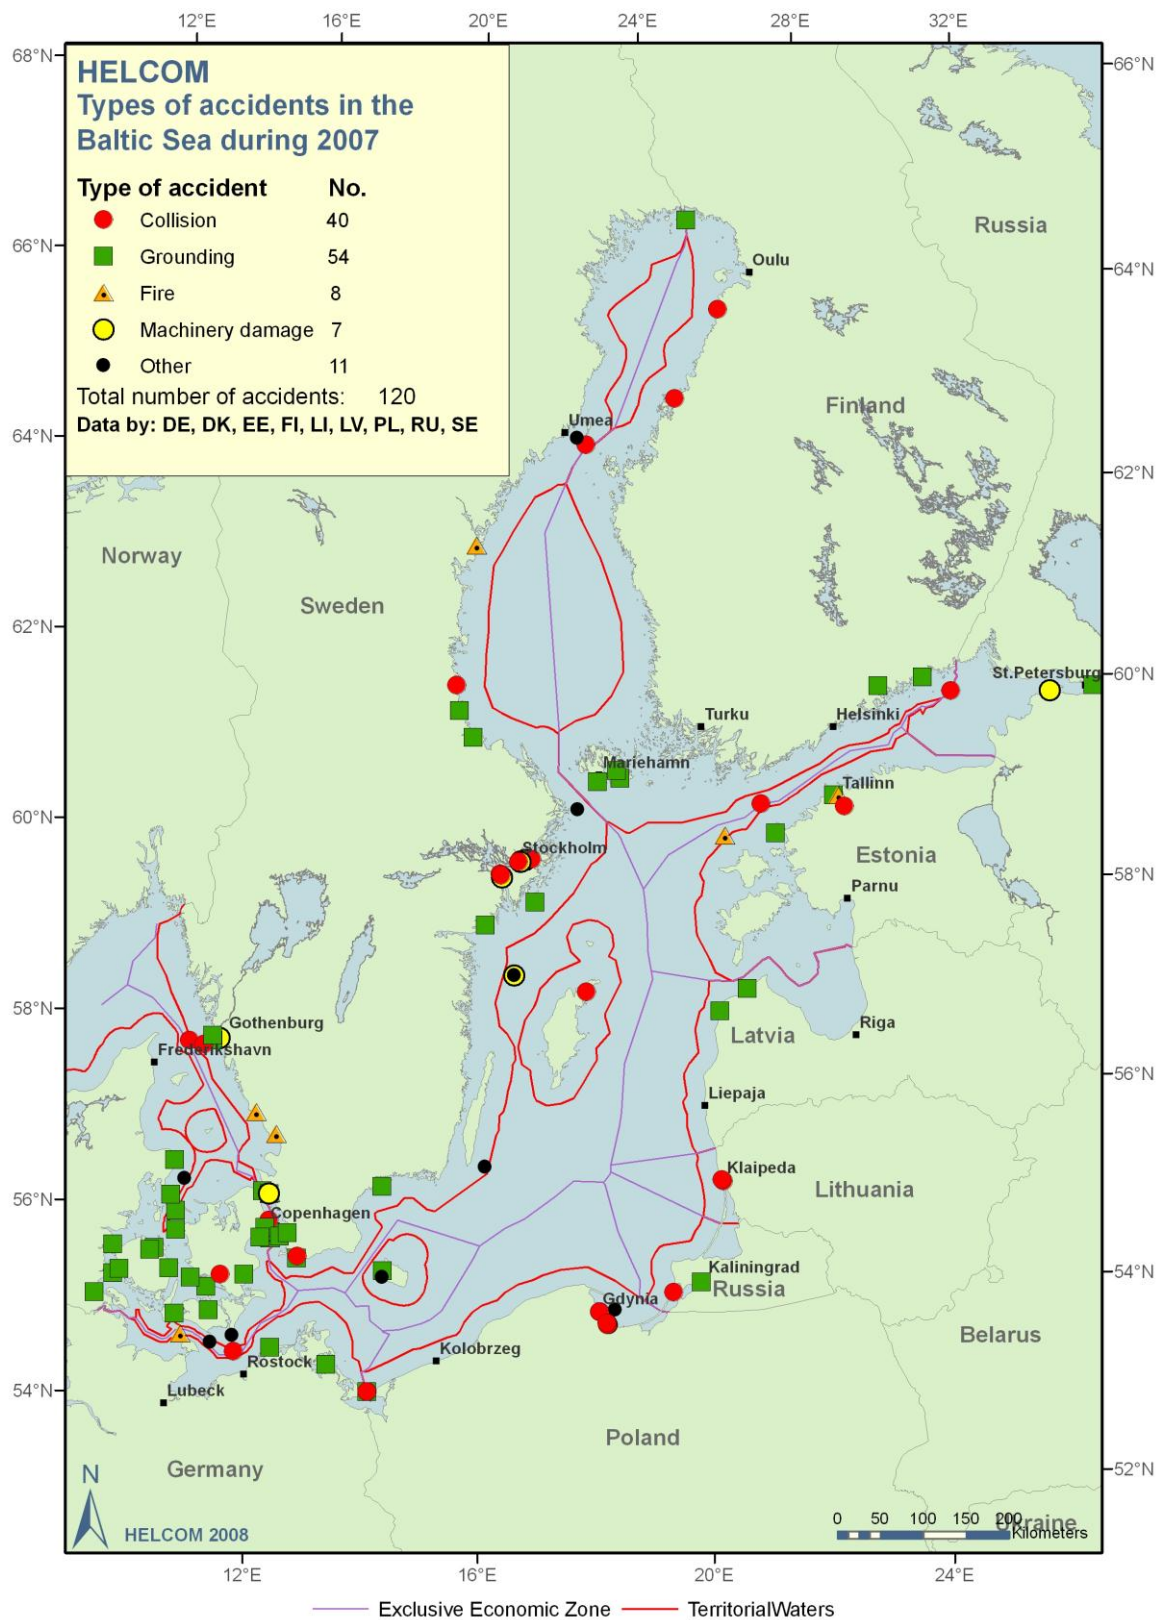 12°E 16°E 20°E 24°E 28°E 32°E
68°N
66°N
HELCOM
Types of accidents in the
Baltic Sea during 2007
Type of accident No.
Collision 40
Grounding 54
Fire 8
Machinery damage 7
Other 11
Total number of accidents: 120
Data by: DE, DK, EE, FI, LI, LV, PL, RU, SE
Russia
66°N
Oulu
64°N
Finland
Umea
64°N
62°N
Norway
Sweden
62°N
St.Petersburg
60°N
Turku
Helsinki
Mariehamn
Tallinn
60°N
Stockholm
Estonia
58°N
Parnu
58°N
Gothenburg
Riga
Latvia
Frederikshavn
56°N
Liepaja
Klaipeda
Lithuania
56°N
Copenhagen
Kaliningrad
54°N
Russia
Gdynia
Belarus
Kolobrzeg
Rostock
Lubeck
54°N
Poland
Germany
52°N
N
HELCOM 2008
0 50 100 150 200
Ukraine
Kilometers
12°E 16°E 20°E 24°E
Exclusive Economic Zone TerritorialWaters